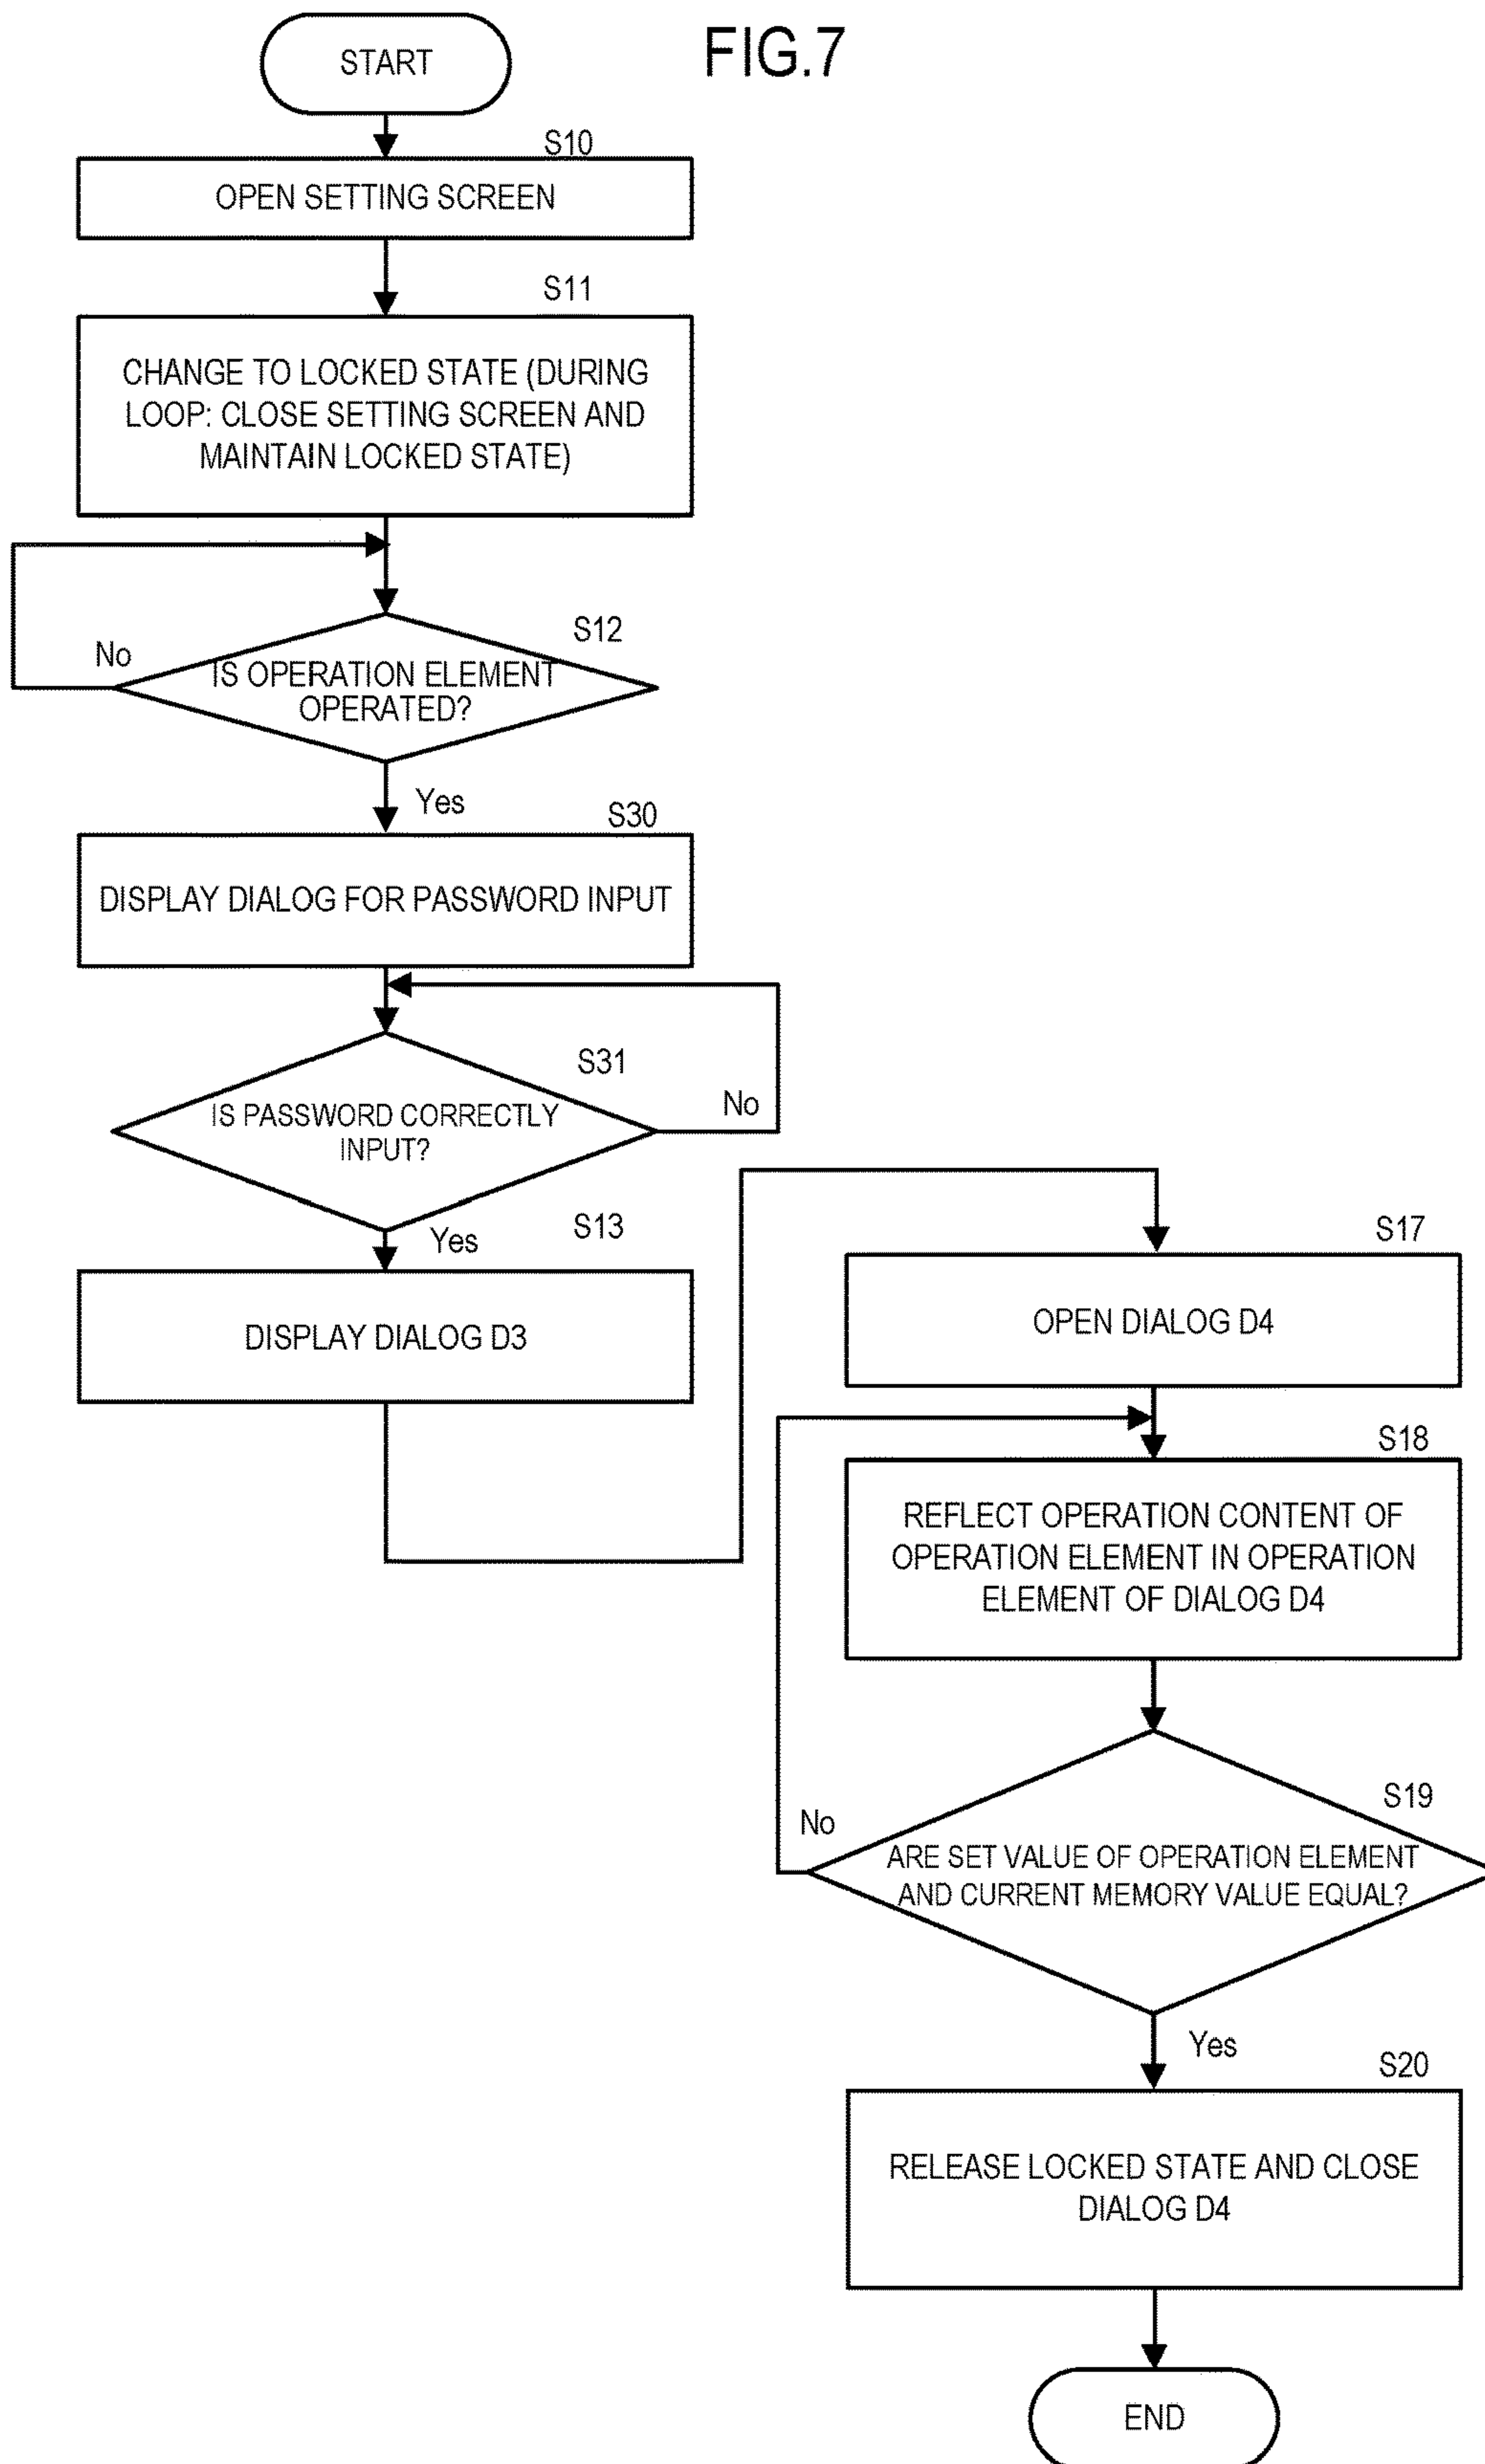 FIG.7
START
S10
OPEN SETTING SCREEN
S11
CHANGE TO LOCKED STATE (DURING
LOOP: CLOSE SETTING SCREEN AND
MAINTAIN LOCKED STATE)
S12
No
IS OPERATION ELEMENT
OPERATED?
Yes
S30
DISPLAY DIALOG FOR PASSWORD INPUT
S31
No
IS PASSWORD CORRECTLY
INPUT?
Yes
S13
DISPLAY DIALOG D3
S17
OPEN DIALOG D4
S18
REFLECT OPERATION CONTENT OF
OPERATION ELEMENT IN OPERATION
ELEMENT OF DIALOG D4
S19
No
ARE SET VALUE OF OPERATION ELEMENT
AND CURRENT MEMORY VALUE EQUAL?
Yes
S20
RELEASE LOCKED STATE AND CLOSE
DIALOG D4
END